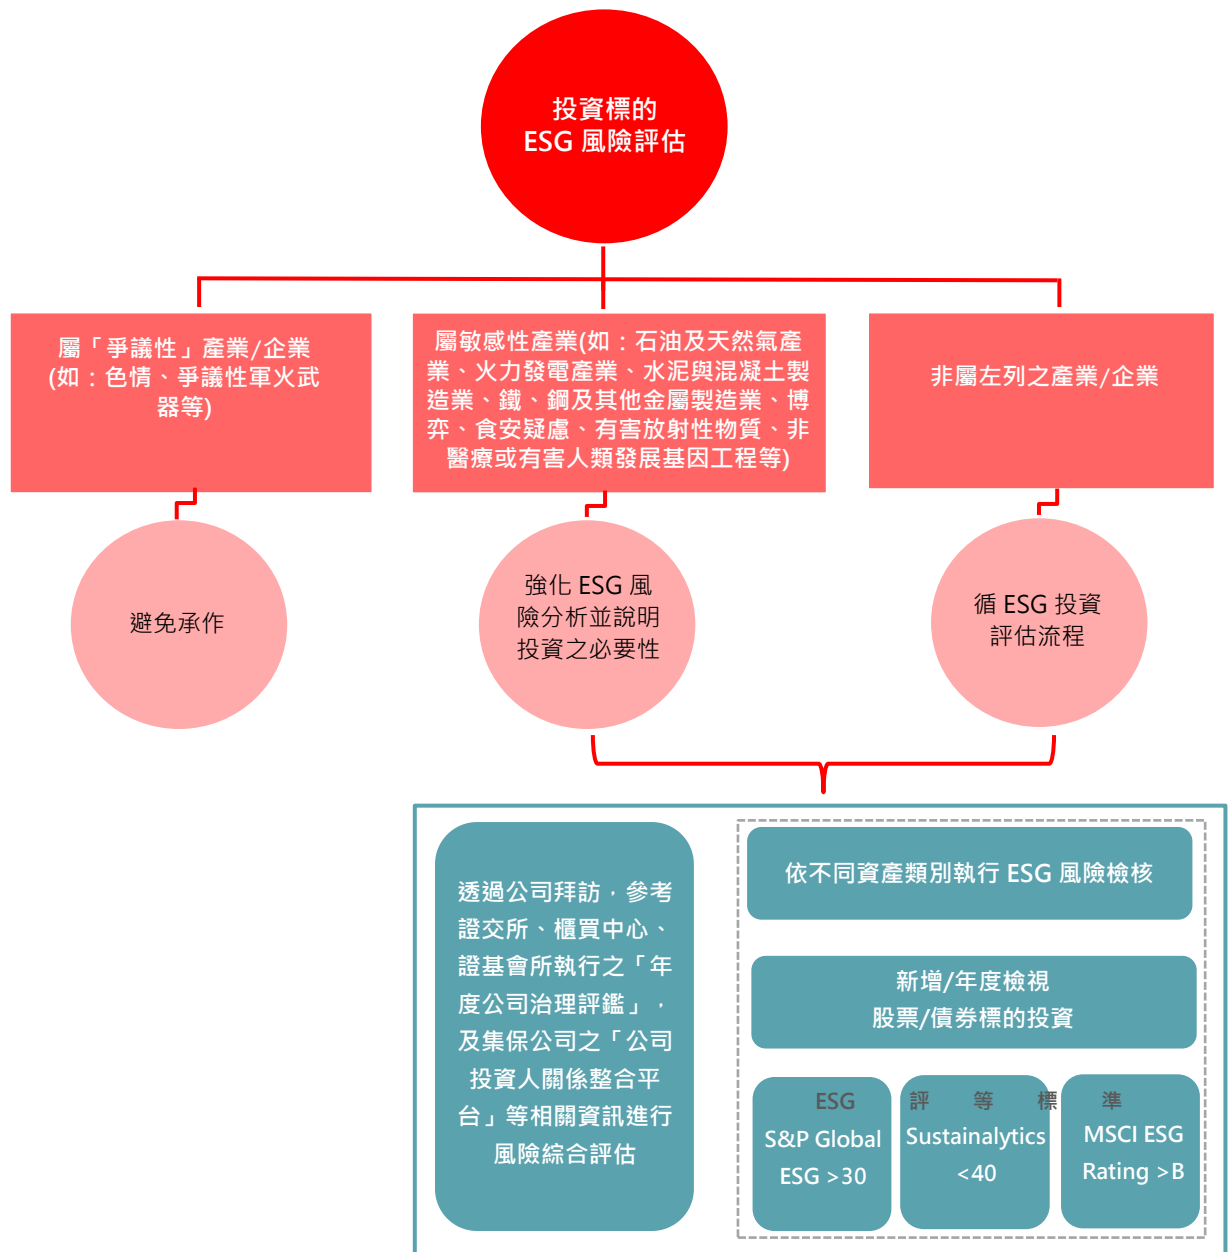 投資標的
ESG 風險評估
屬「爭議性」產業/企業
(如：色情、爭議性軍火武
器等)
屬敏感性產業(如：石油及天然氣產
業、火力發電產業、水泥與混凝土製
造業、鐵、鋼及其他金屬製造業、博
弈、食安疑慮、有害放射性物質、非
醫療或有害人類發展基因工程等)
非屬左列之產業/企業
避免承作
強化 ESG 風
險分析並說明
投資之必要性
循 ESG 投資
評估流程
透過公司拜訪，參考
證交所、櫃買中心、
證基會所執行之「年
度公司治理評鑑」，
及集保公司之「公司
投資人關係整合平
台」等相關資訊進行
風險綜合評估
依不同資產類別執行 ESG 風險檢核
新增/年度檢視
股票/債券標的投資
ESG 評等標準
S&P Global
ESG >30
Sustainalytics
<40
MSCI ESG
Rating >B